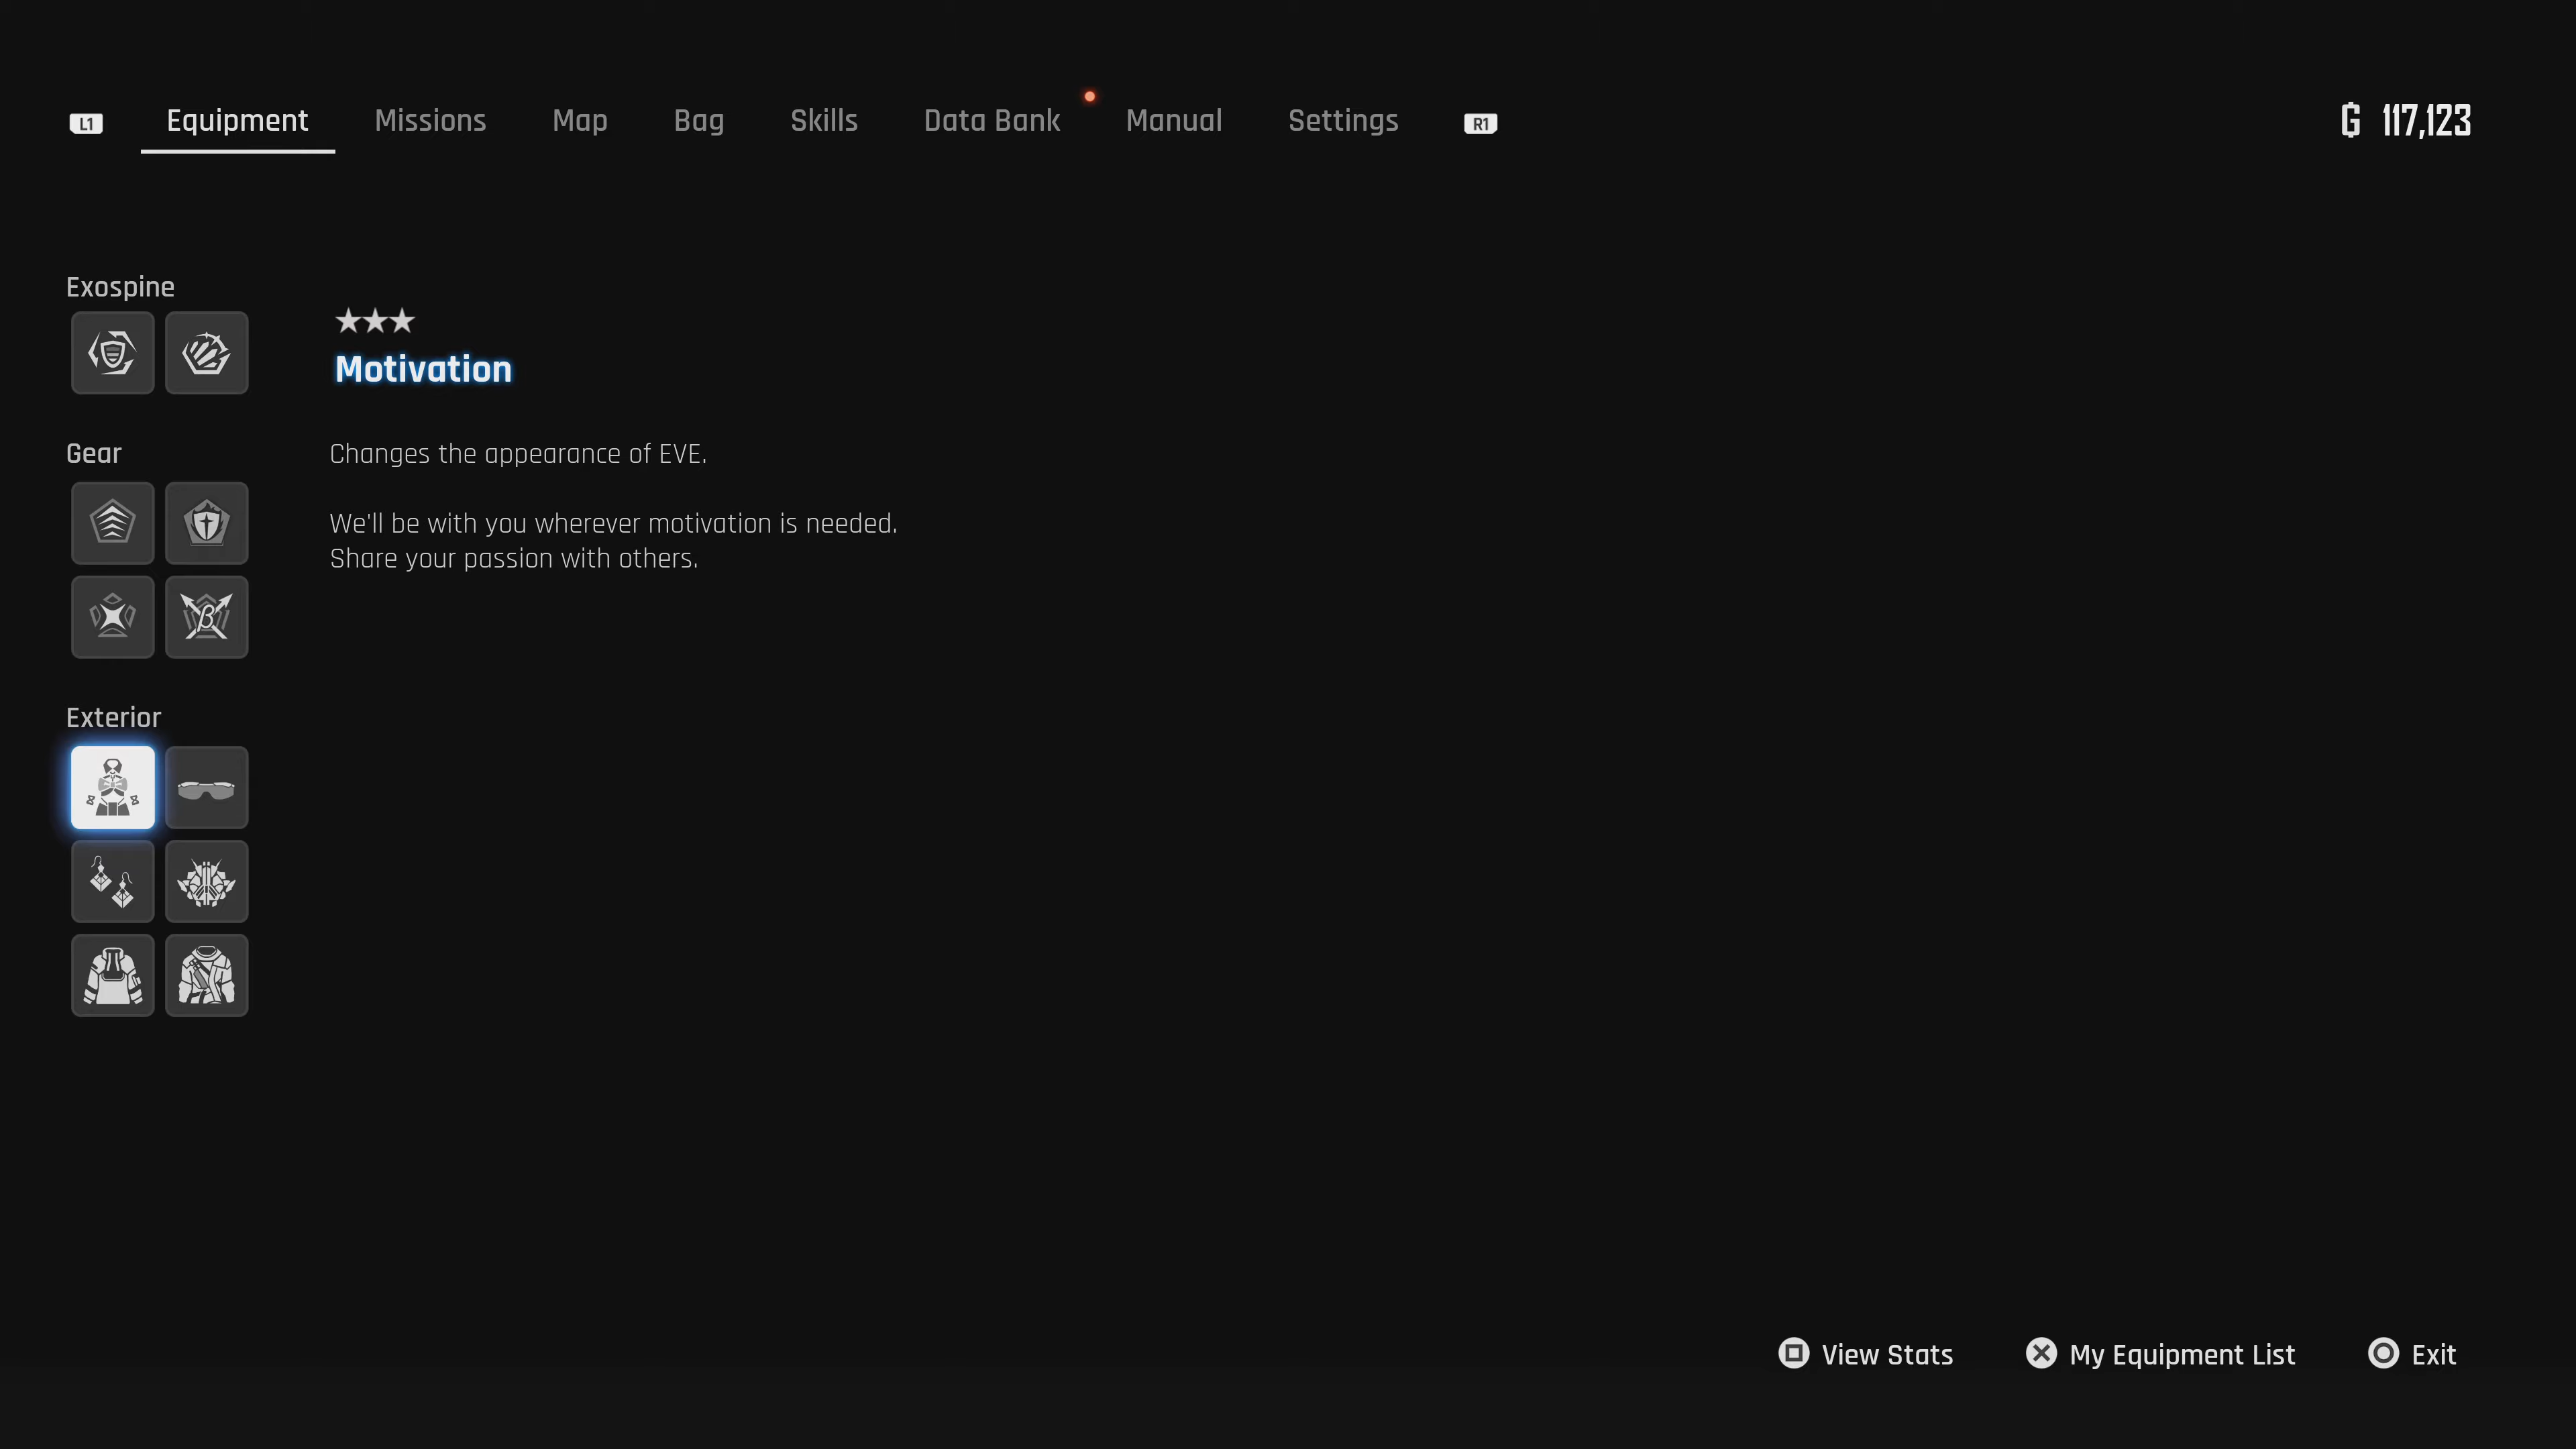 L1
Equipment
Missions
Map
Bag
Skills
Data Bank
Manual
Settings
R1
G 117,123
Exospine
Gear
β
Exterior
Motivation
Changes the appearance of EVE.
We'll be with you wherever motivation is needed.
Share your passion with others.
View Stats
My Equipment List
Exit